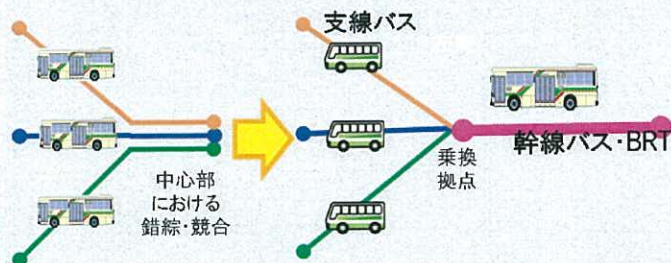 支線バス
中心部
における
錯綜・競合
乗換
拠点
幹線バス・BRT